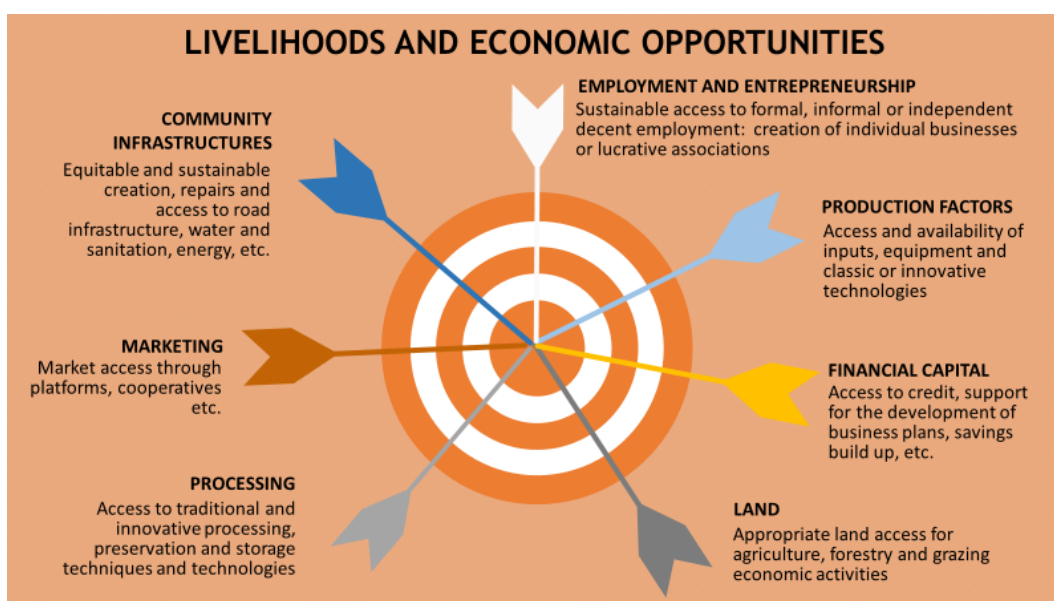 LIVELIHOODS AND ECONOMIC OPPORTUNITIES
EMPLOYMENT AND ENTREPRENEURSHIP
Sustainable access to formal, informal or independent
decent employment: creation of individual businesses
or lucrative associations
COMMUNITY
INFRASTRUCTURES
Equitable and sustainable
creation, repairs and
access to road
infrastructure, water and
sanitation, energy, etc.
PRODUCTION FACTORS
Access and availability of
inputs, equipment and
classic or innovative
technologies
MARKETING
Market access through
platforms, cooperatives
etc.
FINANCIAL CAPITAL
Access to credit, support
for the development of
business plans, savings
build up, etc.
PROCESSING
Access to traditional and
innovative processing,
preservation and storage
techniques and technologies
LAND
Appropriate land access for
agriculture, forestry and grazing
economic activities